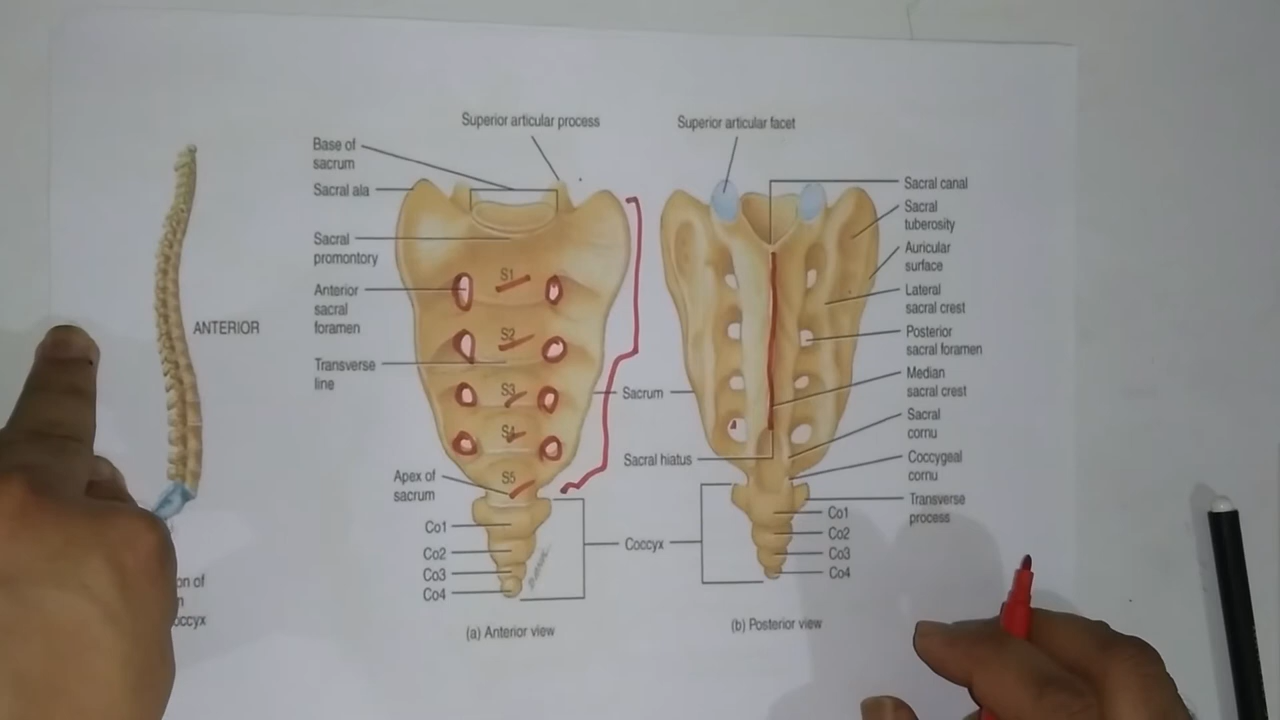 Superior articular process
Superior articular facet
Base of
sacrum
Sacral ala
Sacral
promontory
Anterior
sacral
foramen
Transverse
line
Apex of
sacrum
S1
S2
S3
S4
S5
Co1
Co2
Co3
Co4
(a) Anterior view
ANTERIOR
on of
occyx
Sacrum
Sacral hiatus
Coccyx
Sacral canal
Sacral
tuberosity
Auricular
surface
Lateral
sacral crest
Posterior
sacral foramen
Median
sacral crest
Sacral
cornu
Coccygeal
cornu
Transverse
process
Co1
Co2
Co3
Co4
(b) Posterior view